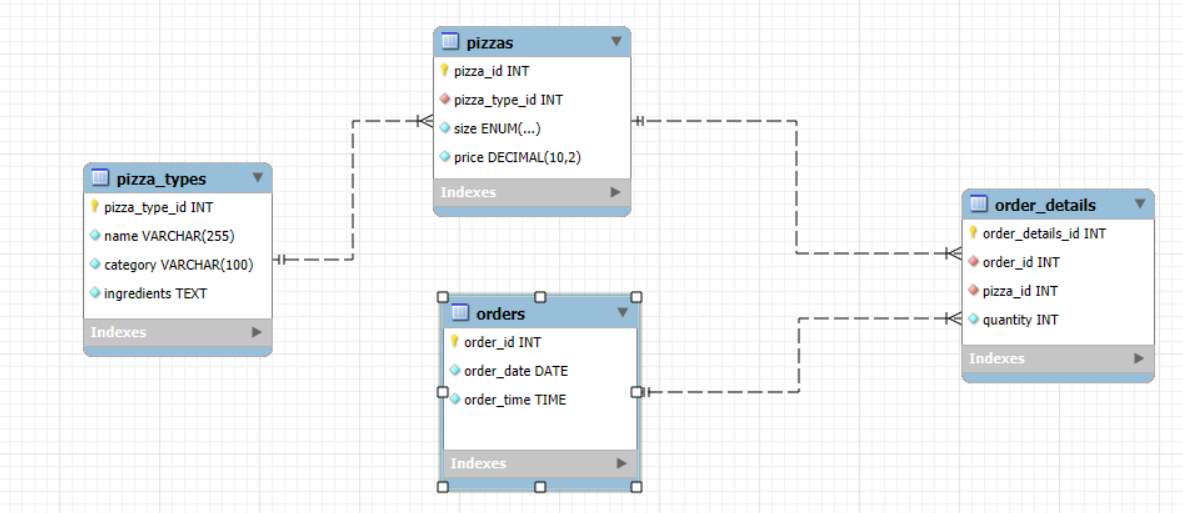 pizzas
pizza_id INT
pizza_type_id INT
size ENUM(...)
price DECIMAL(10,2)
Indexes
pizza_types
pizza_type_id INT
name VARCHAR(255)
category VARCHAR(100)
ingredients TEXT
Indexes
order_details
order_details_id INT
order_id INT
pizza_id INT
quantity INT
Indexes
orders
order_id INT
order_date DATE
order_time TIME
Indexes